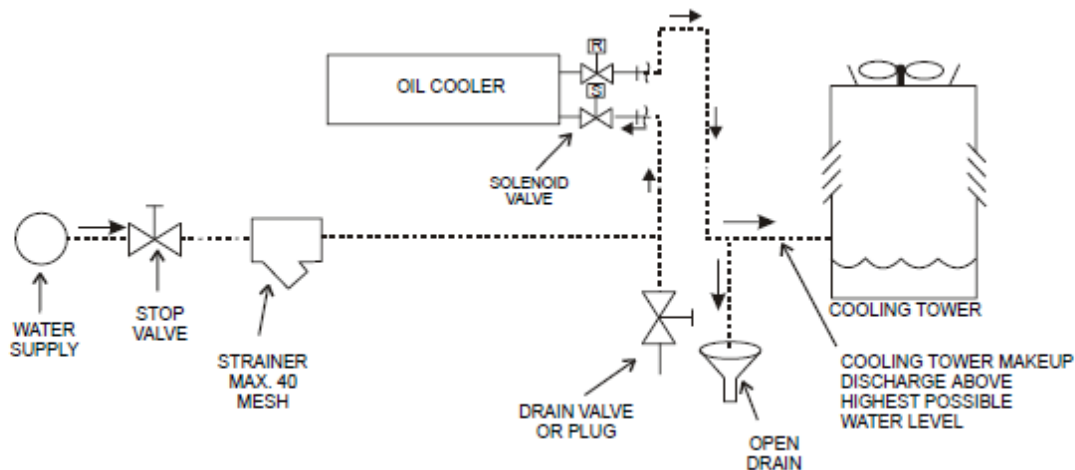 R
OIL COOLER
S
SOLENOID
VALVE
WATER
SUPPLY
STOP
VALVE
STRAINER
MAX. 40
MESH
DRAIN VALVE
OR PLUG
OPEN
DRAIN
COOLING TOWER
COOLING TOWER MAKEUP
DISCHARGE ABOVE
HIGHEST POSSIBLE
WATER LEVEL